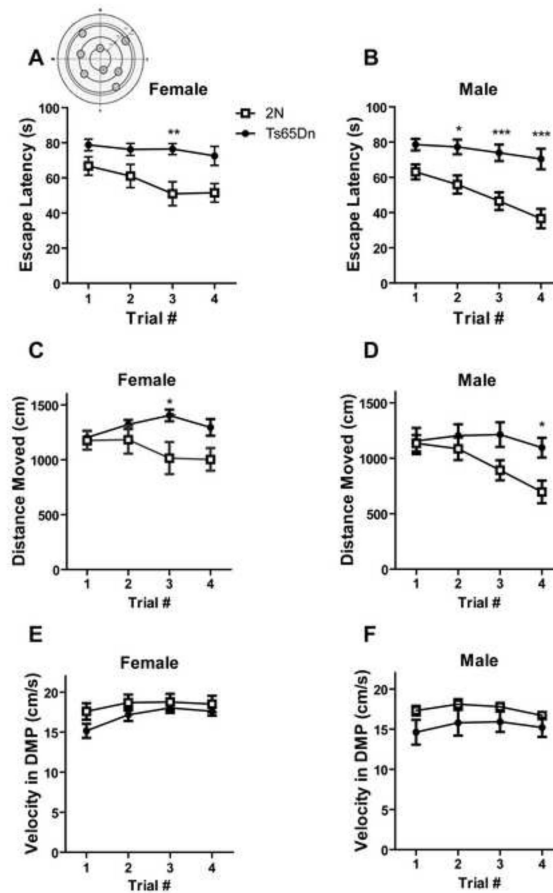 A
Female
Escape Latency (s)
100
80
60
40
20
0
**
1 2 3 4
Trial #
2N
Ts65Dn
B
Male
Escape Latency (s)
100
80
60
40
20
0
* *** ***
1 2 3 4
Trial #
C
Female
Distance Moved (cm)
1500
1000
500
0
*
1 2 3 4
Trial #
D
Male
Distance Moved (cm)
1500
1000
500
0
*
1 2 3 4
Trial #
E
Female
Velocity in DMP (cm/s)
20
15
10
5
0
1 2 3 4
Trial #
F
Male
Velocity in DMP (cm/s)
20
15
10
5
0
1 2 3 4
Trial #